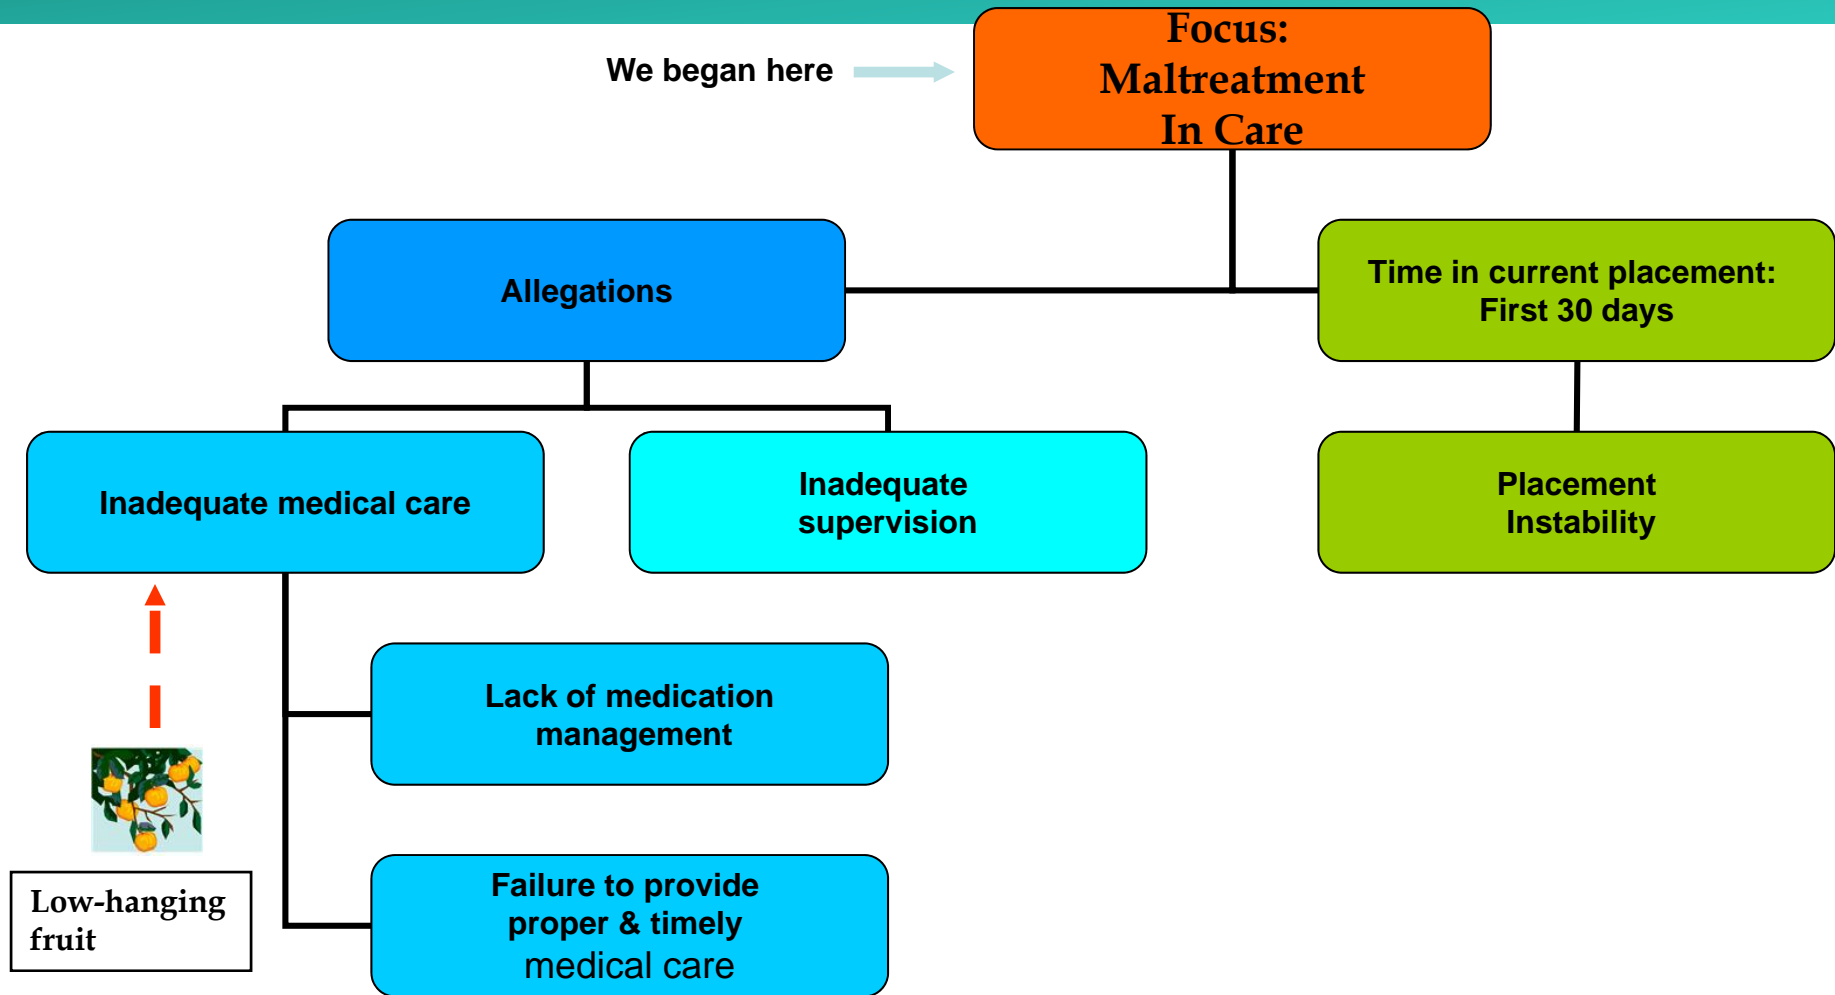 Focus:
Maltreatment
In Care
We began here
Allegations
Time in current placement:
First 30 days
Inadequate medical care
Inadequate
supervision
Placement
Instability
Lack of medication
management
Failure to provide
proper & timely
medical care
Low-hanging
fruit